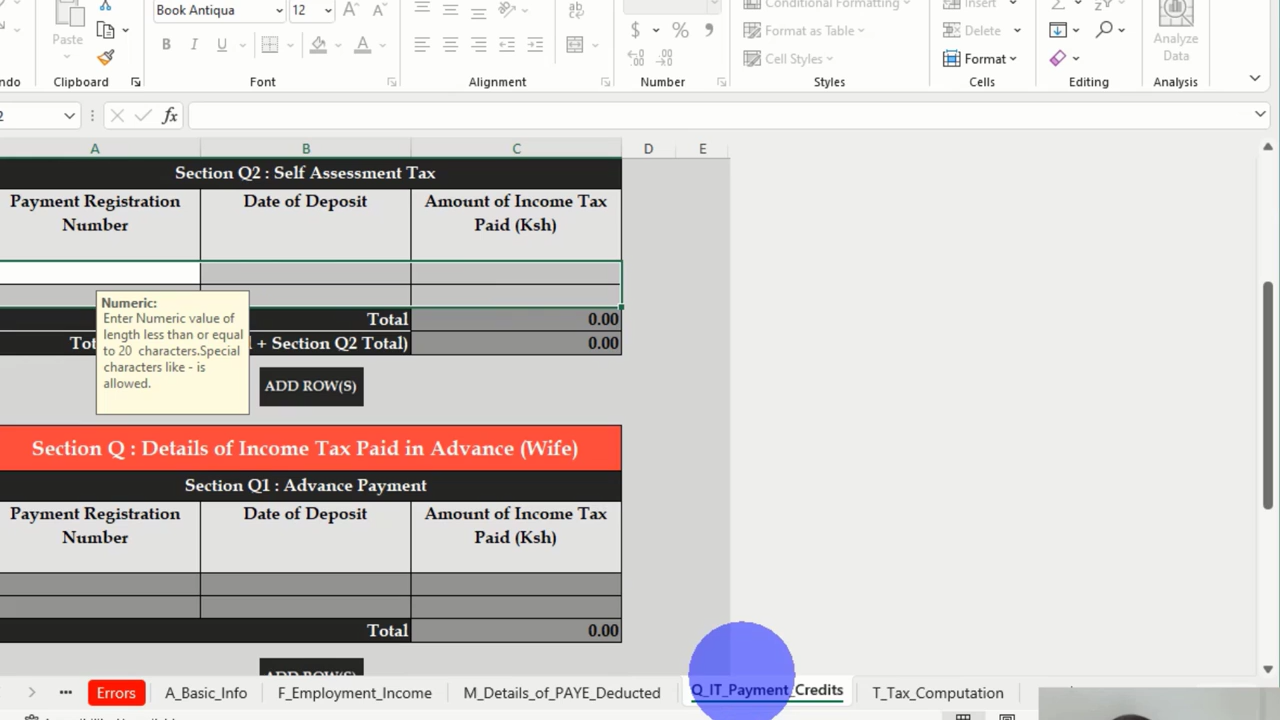 Book Antiqua
12
Conditional Formatting
Insert
Paste
B I U
$ %
Format as Table
Delete
Cell Styles
Format
Analyze
Data
Clipboard
Font
Alignment
Number
Styles
Cells
Editing
Analysis
fx
A B C D E
Section Q2 : Self Assessment Tax
Payment Registration
Number
Date of Deposit
Amount of Income Tax
Paid (Ksh)
Numeric:
Enter Numeric value of
length less than or equal
to 20 characters.Special
characters like - is
allowed.
Total
0.00
+ Section Q2 Total)
0.00
ADD ROW(S)
Section Q : Details of Income Tax Paid in Advance (Wife)
Section Q1 : Advance Payment
Payment Registration
Number
Date of Deposit
Amount of Income Tax
Paid (Ksh)
Total
0.00
ADD ROW(S)
Errors
A_Basic_Info
F_Employment_Income
M_Details_of_PAYE_Deducted
Q_IT_Payment_Credits
T_Tax_Computation